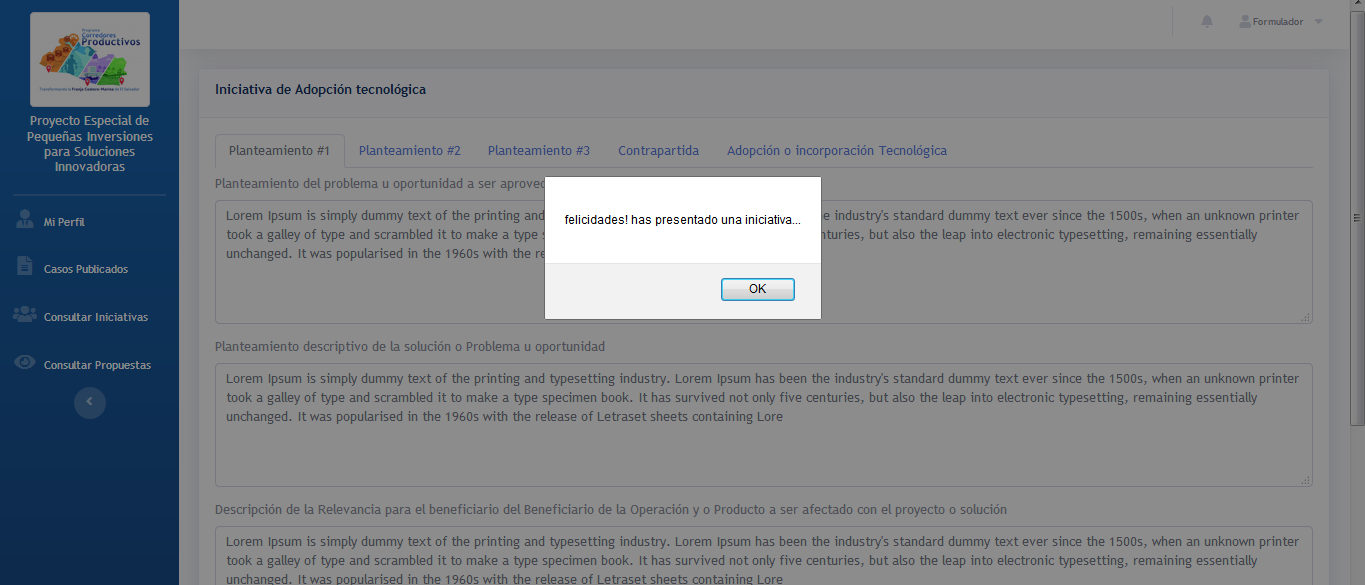 Programa
Corredores
Productivos
Transformando la Franja Costero-Marina de El Salvador
Proyecto Especial de
Pequeñas Inversiones
para Soluciones
Innovadoras
Mi Perfil
Casos Publicados
Consultar Iniciativas
Consultar Propuestas
Formulador
Iniciativa de Adopción tecnológica
Planteamiento #1 Planteamiento #2 Planteamiento #3 Contrapartida Adopción o incorporación Tecnológica
Planteamiento del problema u oportunidad a ser aprovec
Lorem Ipsum is simply dummy text of the printing and the industry's standard dummy text ever since the 1500s, when an unknown printer
took a galley of type and scrambled it to make a type s nturies, but also the leap into electronic typesetting, remaining essentially
unchanged. It was popularised in the 1960s with the re
felicidades! has presentado una iniciativa...
OK
Planteamiento descriptivo de la solución o Problema u oportunidad
Lorem Ipsum is simply dummy text of the printing and typesetting industry. Lorem Ipsum has been the industry's standard dummy text ever since the 1500s, when an unknown printer
took a galley of type and scrambled it to make a type specimen book. It has survived not only five centuries, but also the leap into electronic typesetting, remaining essentially
unchanged. It was popularised in the 1960s with the release of Letraset sheets containing Lore
Descripción de la Relevancia para el beneficiario del Beneficiario de la Operación y o Producto a ser afectado con el proyecto o solución
Lorem Ipsum is simply dummy text of the printing and typesetting industry. Lorem Ipsum has been the industry's standard dummy text ever since the 1500s, when an unknown printer
took a galley of type and scrambled it to make a type specimen book. It has survived not only five centuries, but also the leap into electronic typesetting, remaining essentially
unchanged. It was popularised in the 1960s with the release of Letraset sheets containing Lore